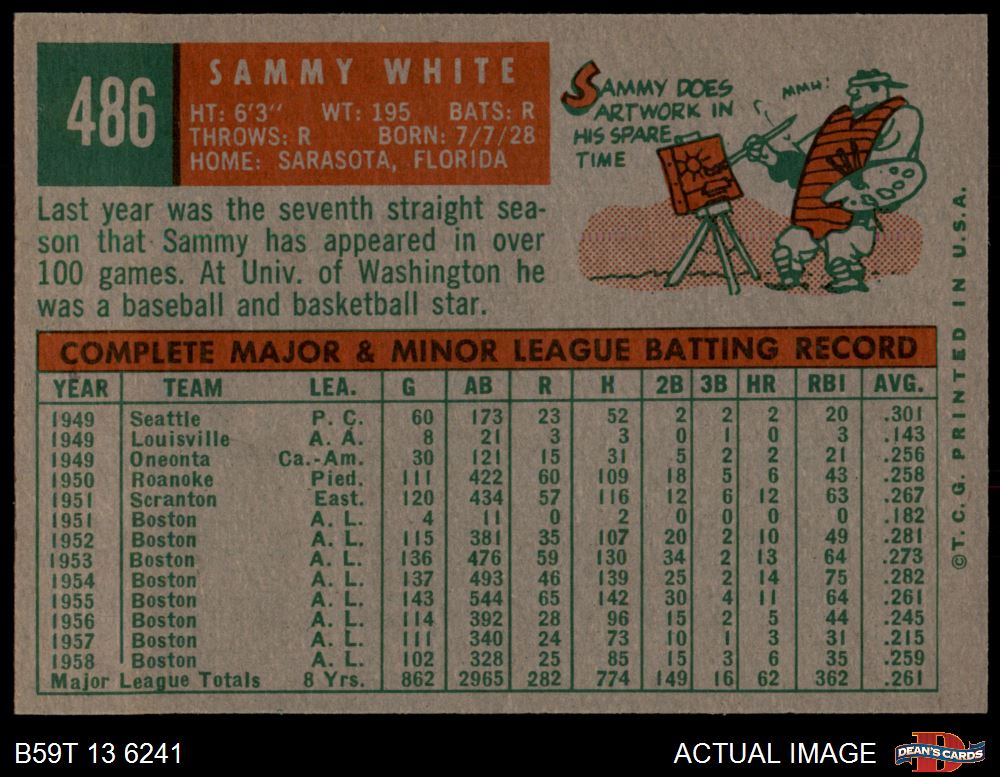 486
SAMMY WHITE
HT: 6'3" WT: 195 BATS: R
THROWS: R BORN: 7/7/28
HOME: SARASOTA, FLORIDA
SAMMY DOES
ARTWORK IN
HIS SPARE
TIME
MMH!
Last year was the seventh straight sea-
son that Sammy has appeared in over
100 games. At Univ. of Washington he
was a baseball and basketball star.
COMPLETE MAJOR & MINOR LEAGUE BATTING RECORD
YEAR TEAM LEA. G AB R H 2B 3B HR RBI AVG.
1949 Seattle P. C. 60 173 23 52 2 2 2 20 .301
1949 Louisville A. A. 8 21 3 3 0 1 0 3 .143
1949 Oneonta Ca.-Am. 30 121 15 31 5 2 2 21 .256
1950 Roanoke Pied. 111 422 60 109 18 5 6 43 .258
1951 Scranton East. 120 434 57 116 12 6 12 63 .267
1951 Boston A. L. 4 11 0 2 0 0 0 0 .182
1952 Boston A. L. 115 381 35 107 20 2 10 49 .281
1953 Boston A. L. 136 476 59 130 34 2 13 64 .273
1954 Boston A. L. 137 493 46 139 25 2 14 75 .282
1955 Boston A. L. 143 544 65 142 30 4 11 64 .261
1956 Boston A. L. 114 392 28 96 15 2 5 44 .245
1957 Boston A. L. 111 340 24 73 10 1 3 31 .215
1958 Boston A. L. 102 328 25 85 15 3 6 35 .259
Major League Totals 8 Yrs. 862 2965 282 774 149 16 62 362 .261
©T. C. G. PRINTED IN U.S.A.
B59T 13 6241
ACTUAL IMAGE
DEAN'S CARDS